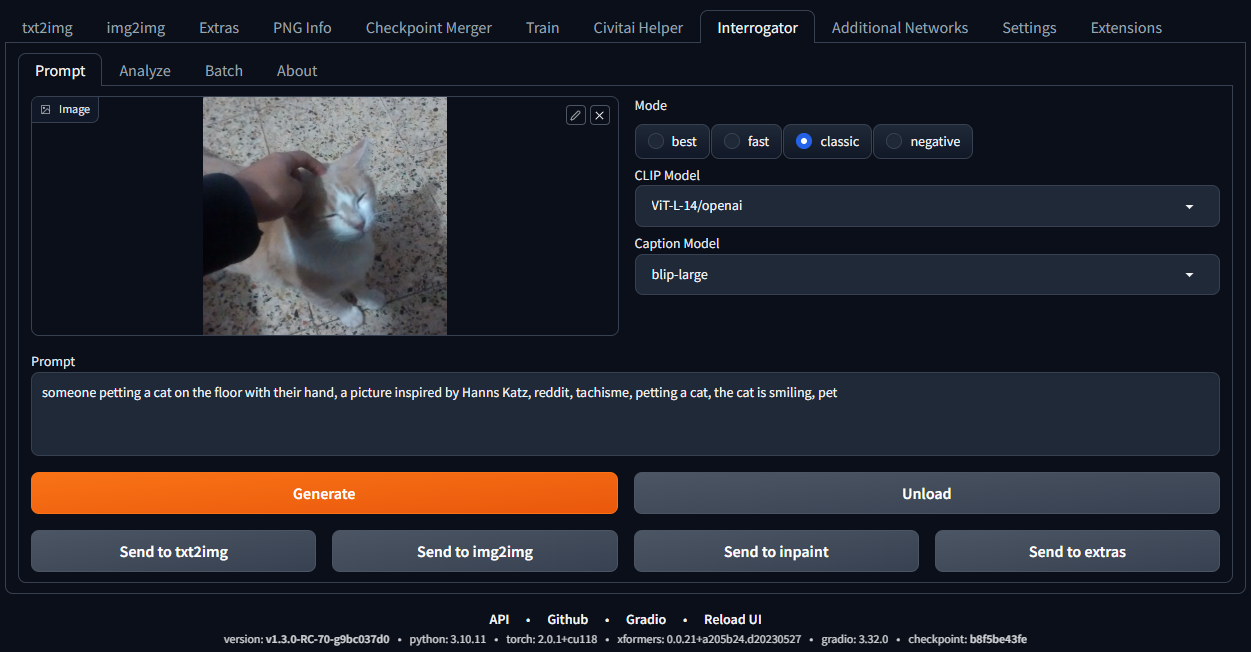 txt2img img2img Extras PNG Info Checkpoint Merger Train Civitai Helper Interrogator Additional Networks Settings Extensions
Prompt Analyze Batch About
Image
Mode
best fast classic negative
CLIP Model
ViT-L-14/openai
Caption Model
blip-large
Prompt
someone petting a cat on the floor with their hand, a picture inspired by Hanns Katz, reddit, tachisme, petting a cat, the cat is smiling, pet
Generate Unload
Send to txt2img Send to img2img Send to inpaint Send to extras
API • Github • Gradio • Reload UI
version: v1.3.0-RC-70-g9bc037d0 • python: 3.10.11 • torch: 2.0.1+cu118 • xformers: 0.0.21+a205b24.d20230527 • gradio: 3.32.0 • checkpoint: b8f5be43fe